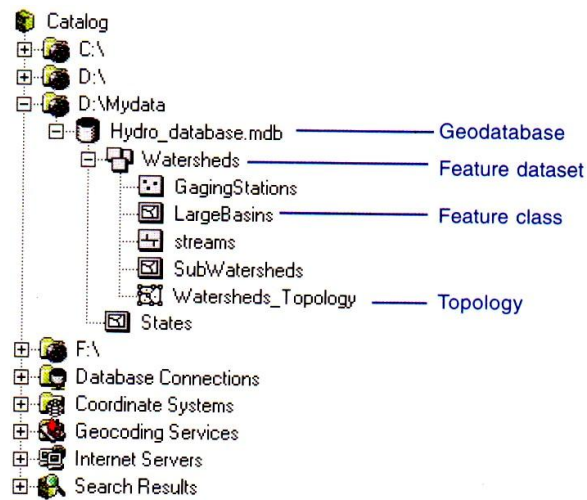 Catalog
C:\
D:\
D:\Mydata
Hydro_database.mdb Geodatabase
Watersheds Feature dataset
GagingStations
LargeBasins Feature class
streams
SubWatersheds
Watersheds_Topology Topology
States
F:\
Database Connections
Coordinate Systems
Geocoding Services
Internet Servers
Search Results